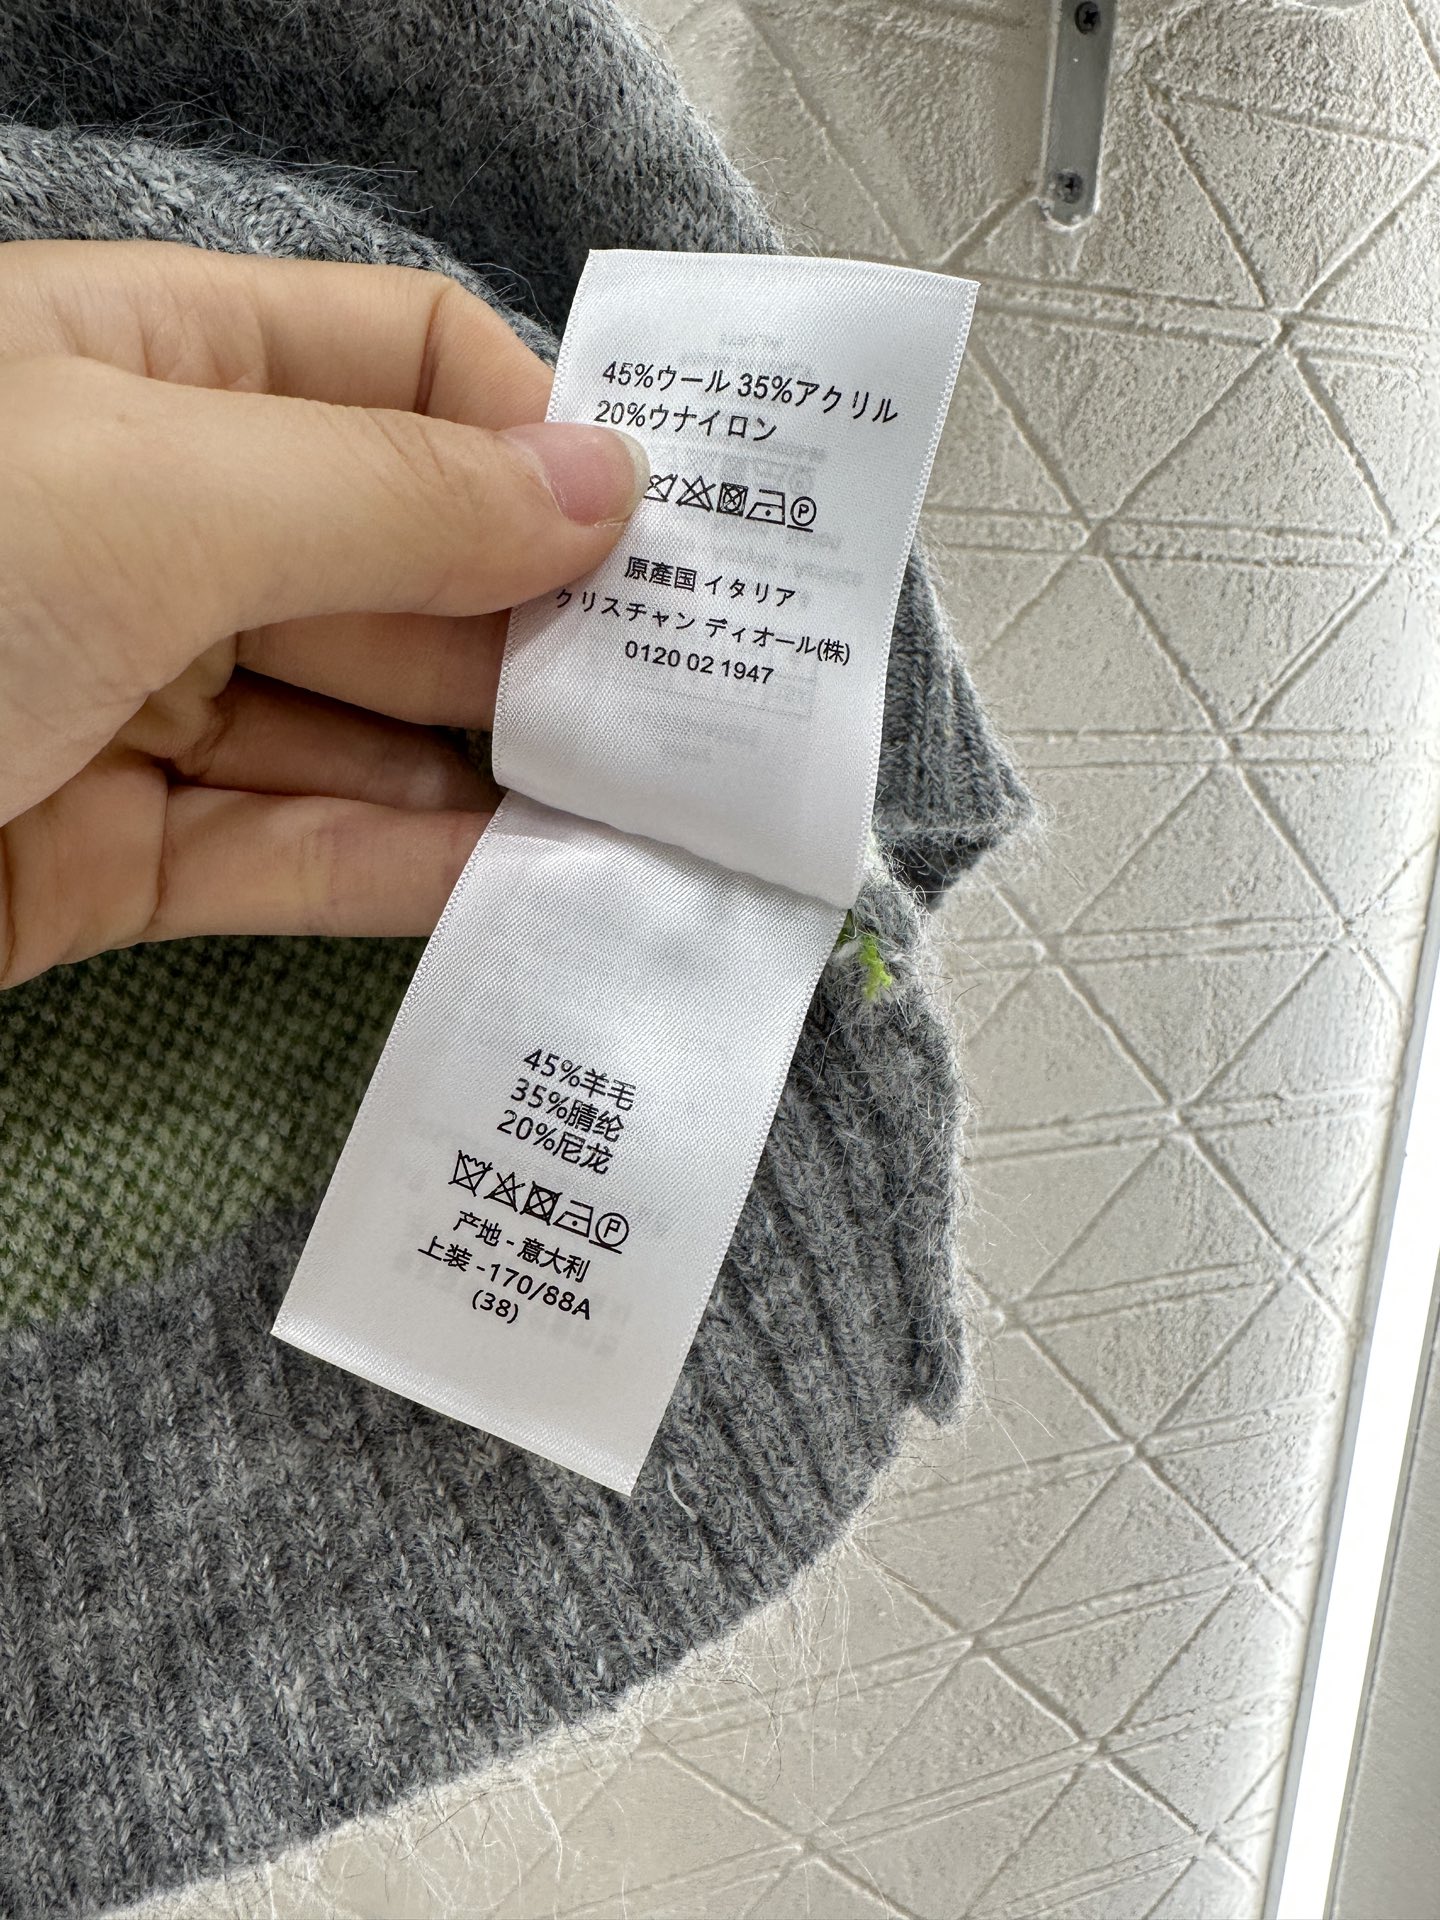 45%ウール 35%アクリル
20%ウナイロン
P
原產国 イタリア
クリスチャン ディオール(株)
0120 02 1947
45%羊毛
35%腈纶
20%尼龙
P
产地 - 意大利
上装 -170/88A
(38)